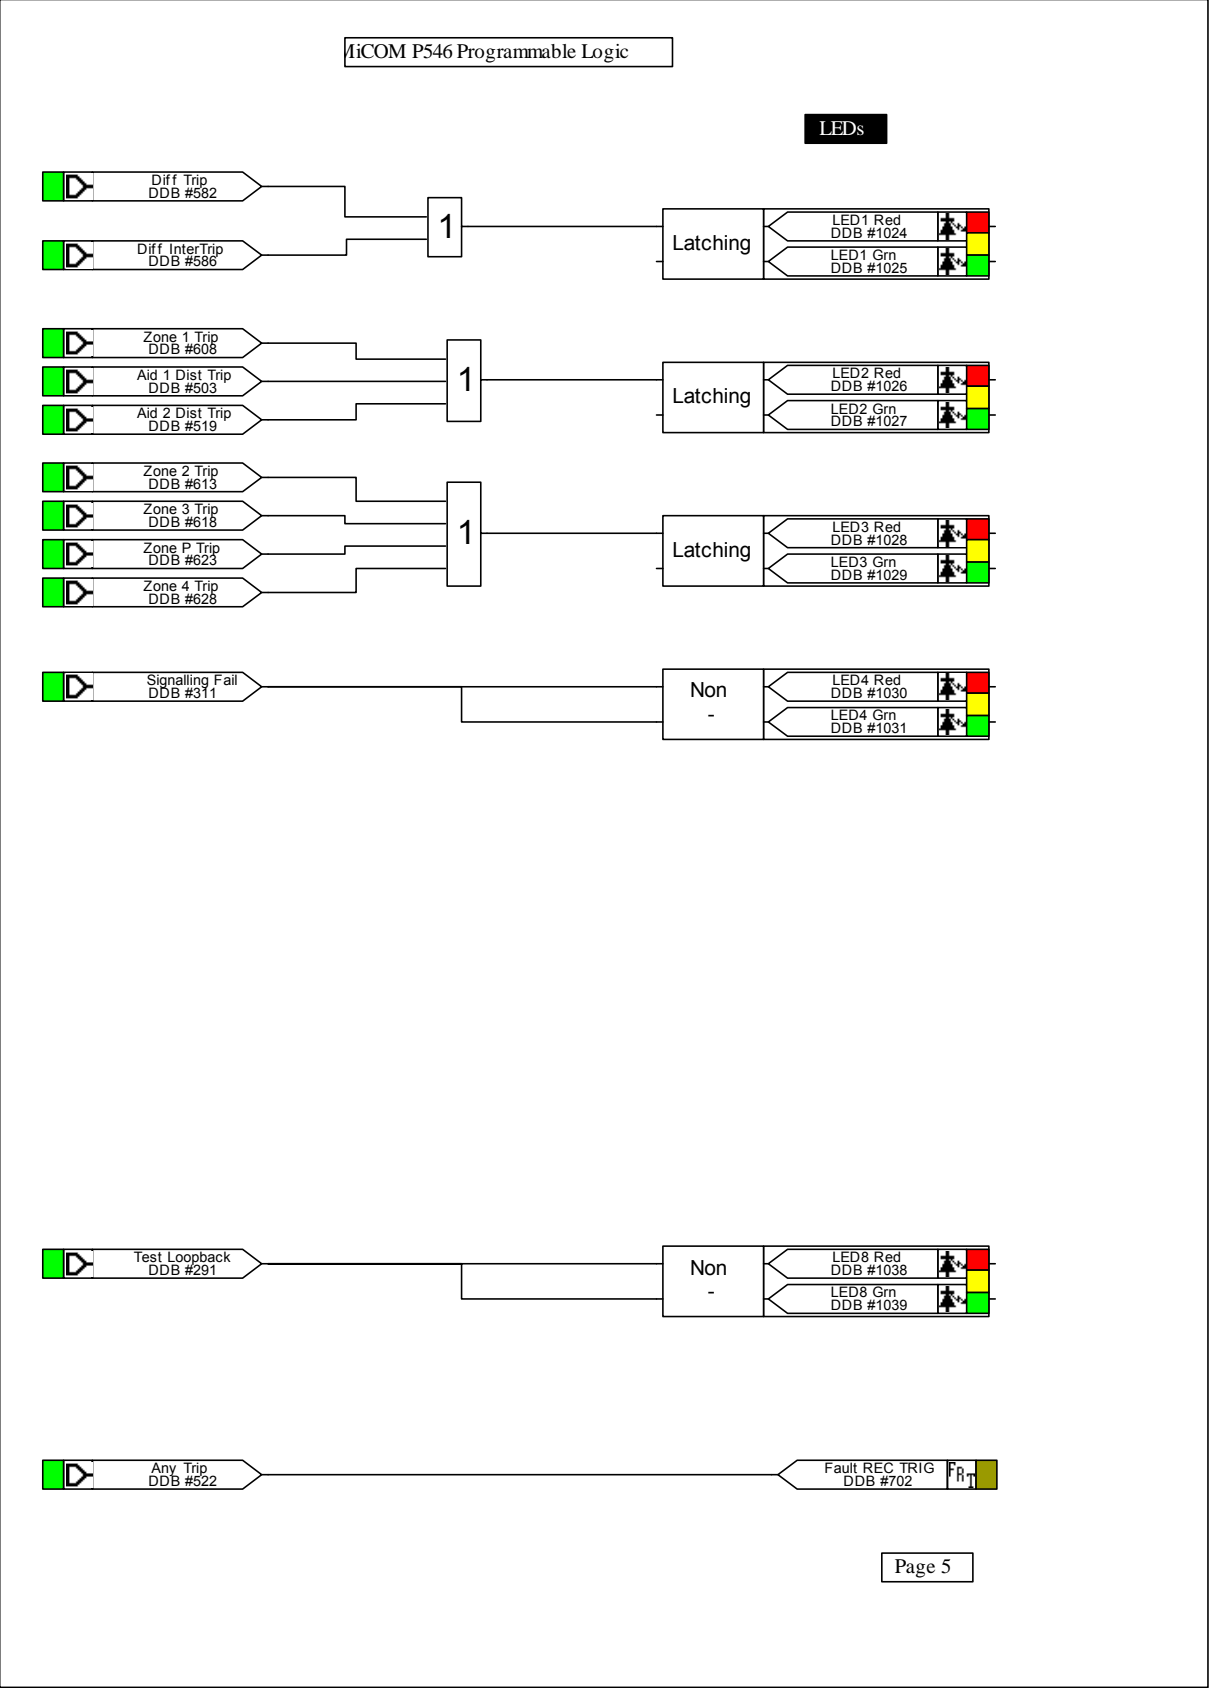 MiCOM P546 Programmable Logic
LEDs
Diff Trip
DDB #582
Diff InterTrip
DDB #586
1
Latching
LED1 Red
DDB #1024
LED1 Grn
DDB #1025
Zone 1 Trip
DDB #608
Aid 1 Dist Trip
DDB #503
Aid 2 Dist Trip
DDB #519
1
Latching
LED2 Red
DDB #1026
LED2 Grn
DDB #1027
Zone 2 Trip
DDB #613
Zone 3 Trip
DDB #618
Zone P Trip
DDB #623
Zone 4 Trip
DDB #628
1
Latching
LED3 Red
DDB #1028
LED3 Grn
DDB #1029
Signalling Fail
DDB #311
Non
-
LED4 Red
DDB #1030
LED4 Grn
DDB #1031
Test Loopback
DDB #291
Non
-
LED8 Red
DDB #1038
LED8 Grn
DDB #1039
Any Trip
DDB #522
Fault REC TRIG
DDB #702
FRT
Page 5